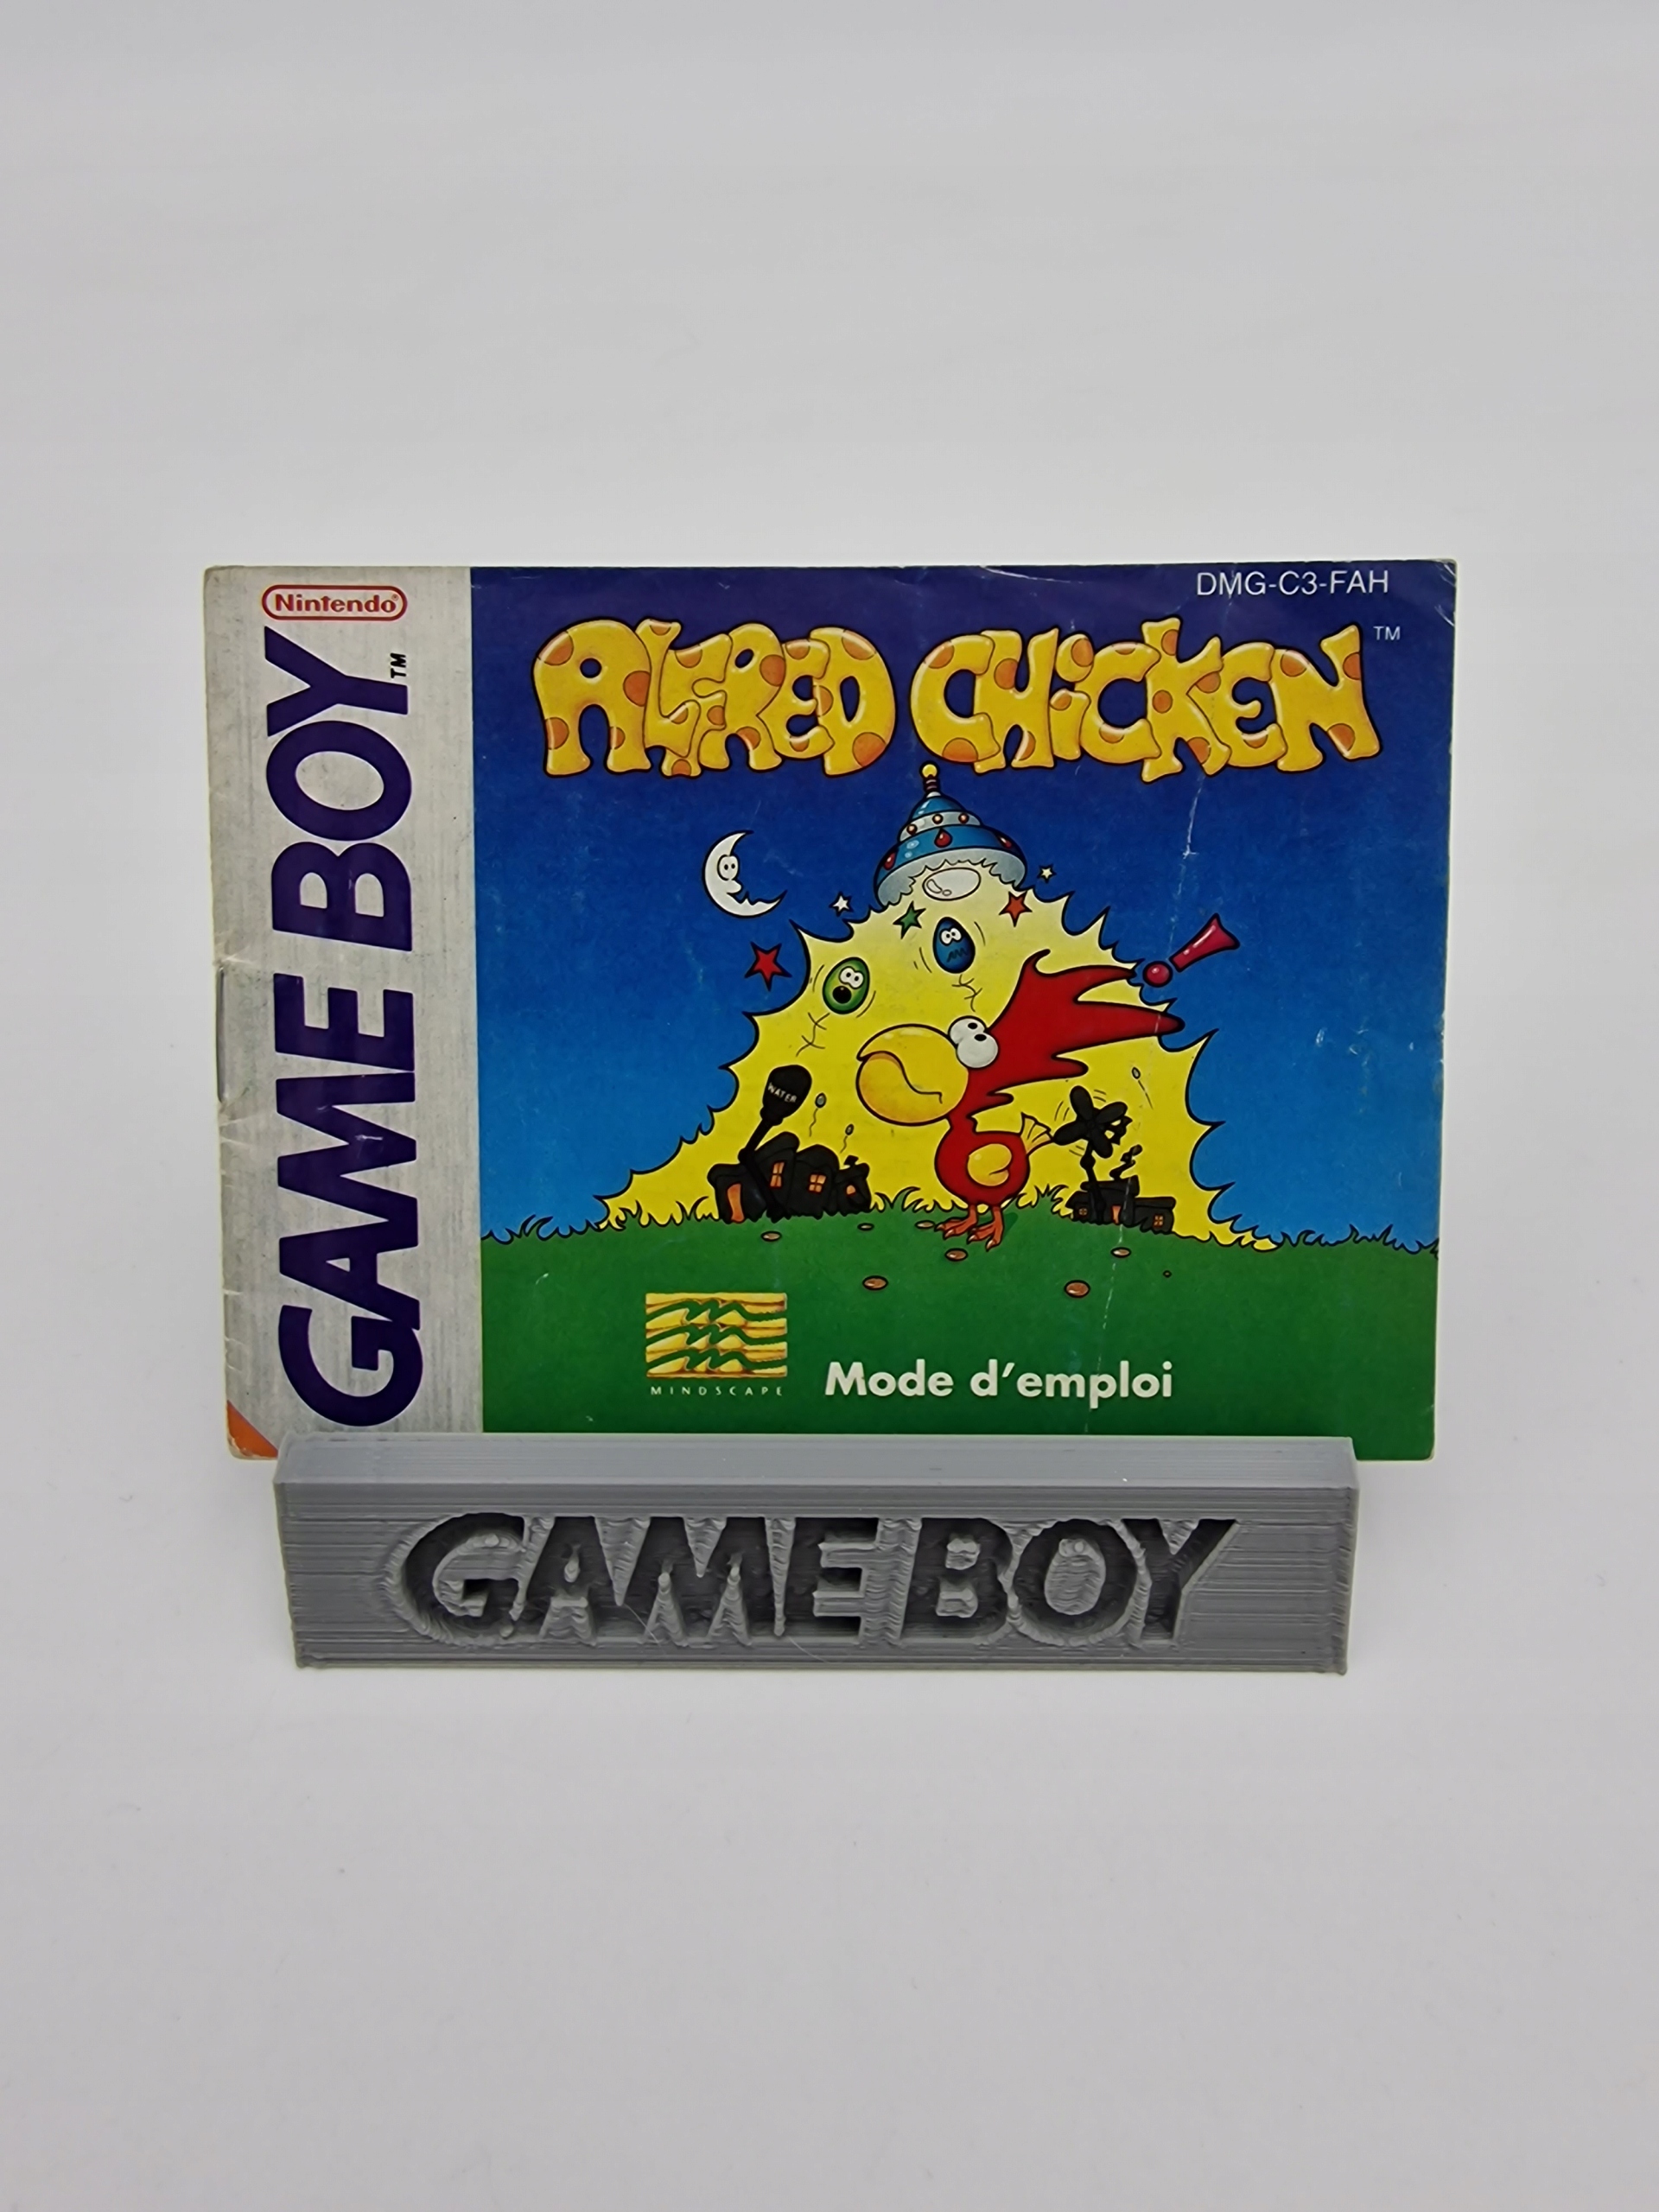 Nintendo®
GAME BOY™
DMG-C3-FAH
ALFRED CHiCKEN™
!
WATER
MINDSCAPE
Mode d'emploi
GAME BOY